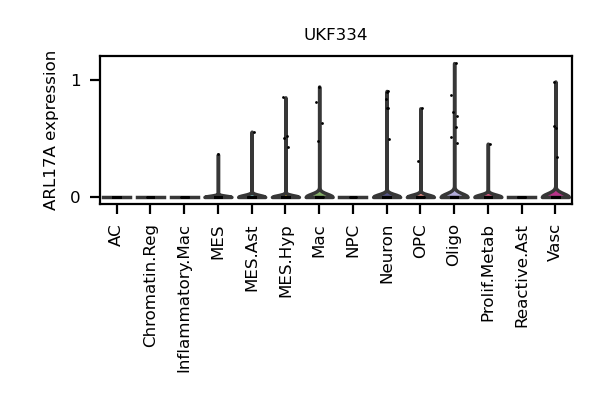 UKF334
ARL17A expression
1
0
AC
Chromatin.Reg
Inflammatory.Mac
MES
MES.Ast
MES.Hyp
Mac
NPC
Neuron
OPC
Oligo
Prolif.Metab
Reactive.Ast
Vasc